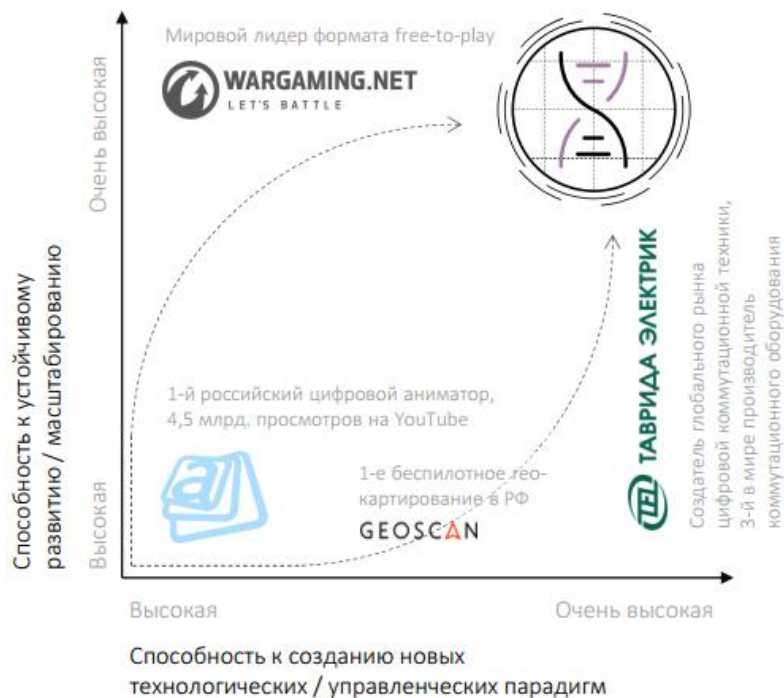 Мировой лидер формата free-to-play
WARGAMING.NET
LET'S BATTLE
Очень высокая
Способность к устойчивому
развитию / масштабированию
Высокая
1-й российский цифровой аниматор,
4,5 млрд. просмотров на YouTube
a
1-е беспилотное гео-
картирование в РФ
GEOSCAN
TEL ТАВРИДА ЭЛЕКТРИК
Создатель глобального рынка
цифровой коммутационной техники,
3-й в мире производитель
коммутационного оборудования
Высокая
Очень высокая
Способность к созданию новых
технологических / управленческих парадигм